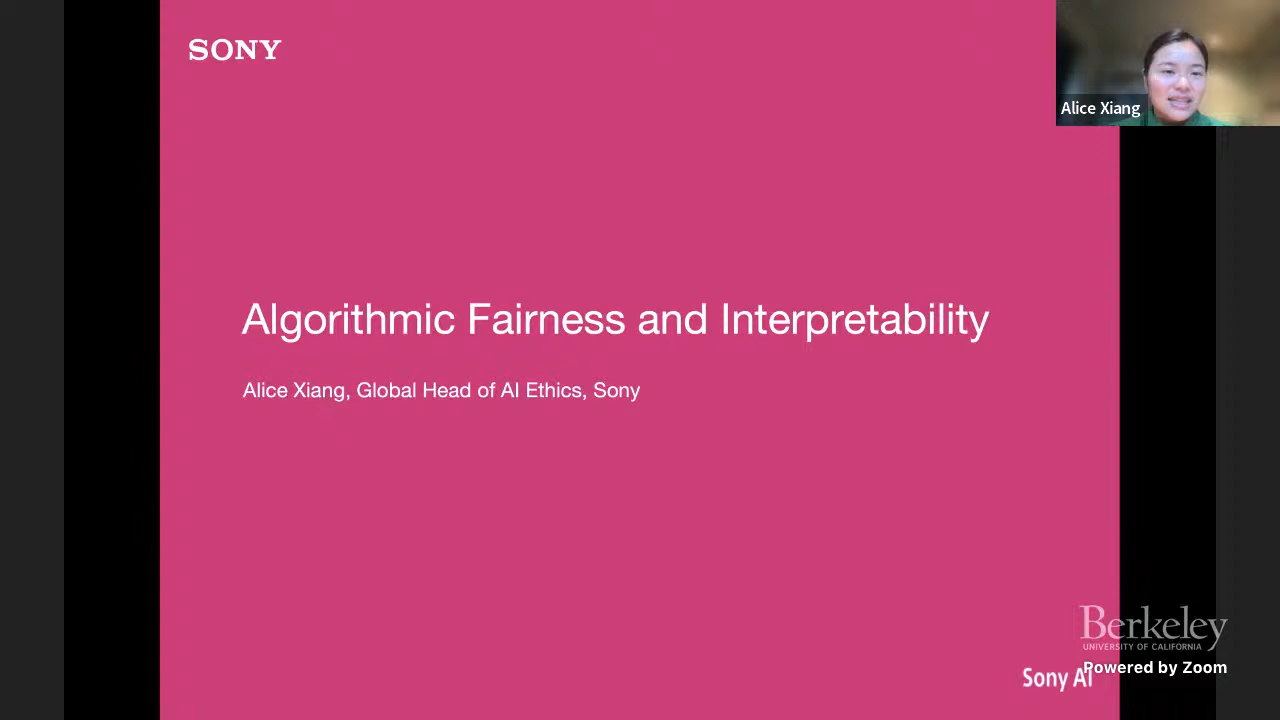 SONY
Alice Xiang
Algorithmic Fairness and Interpretability
Alice Xiang, Global Head of AI Ethics, Sony
Berkeley
UNIVERSITY OF CALIFORNIA
Powered by Zoom
Sony AI